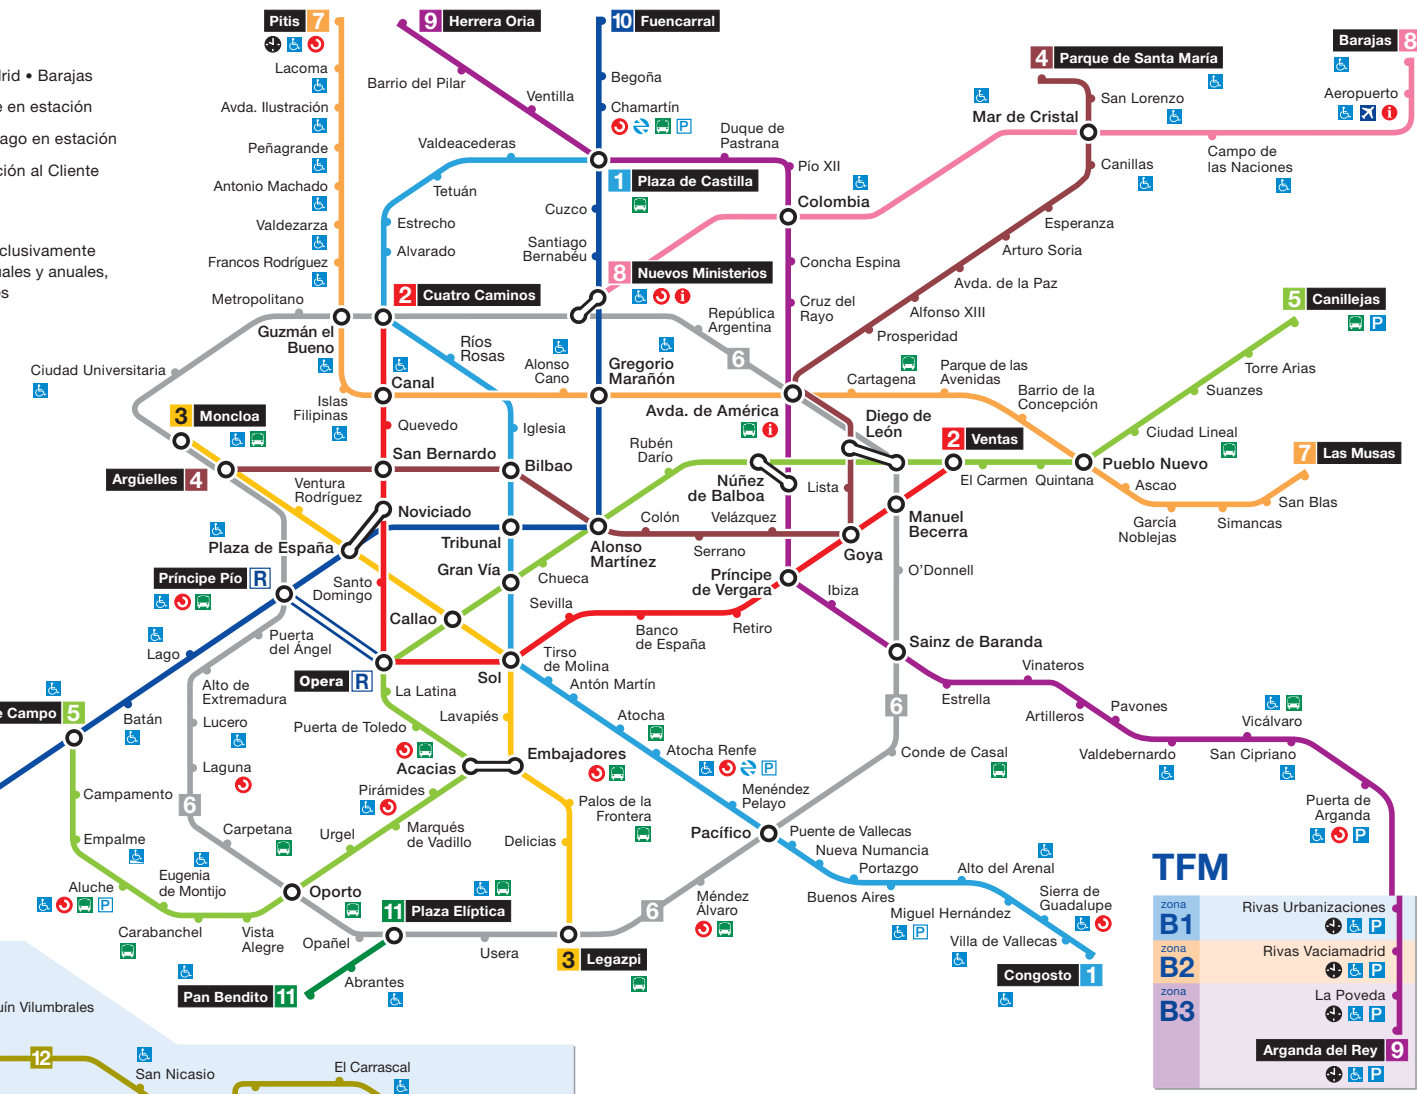 Pitis 7
9 Herrera Oria
10 Fuencarral
4 Parque de Santa María
Barajas 8
Lacoma
Barrio del Pilar
Begoña
drid • Barajas
Ventilla
Chamartín
San Lorenzo
Aeropuerto
e en estación
Avda. Ilustración
P
Mar de Cristal
ago en estación
Peñagrande
Valdeacederas
Duque de
Pastrana
Campo de
las Naciones
ción al Cliente
Antonio Machado
Tetuán
1 Plaza de Castilla
Pío XII
Canillas
Valdezarza
Estrecho
Cuzco
Colombia
Esperanza
clusivamente
uales y anuales,
es
Francos Rodríguez
Alvarado
Santiago
Bernabéu
Concha Espina
Arturo Soria
8 Nuevos Ministerios
Avda. de la Paz
Metropolitano
2 Cuatro Caminos
Cruz del
Rayo
Alfonso XIII
5 Canillejas
P
República
Argentina
Guzmán el
Bueno
Ríos
Rosas
Prosperidad
6
Ciudad Universitaria
Alonso
Cano
Gregorio
Marañón
Torre Arias
Canal
Cartagena
Parque de las
Avenidas
Suanzes
Islas
Filipinas
Barrio de la
Concepción
3 Moncloa
Quevedo
Iglesia
Avda. de América
Diego de
León
2 Ventas
Ciudad Lineal
Rubén
Darío
7 Las Musas
San Bernardo
Bilbao
Pueblo Nuevo
Argüelles 4
Núñez
de Balboa
Lista
El Carmen
Quintana
Ascao
San Blas
Ventura
Rodríguez
Noviciado
Colón
Velázquez
Manuel
Becerra
García
Noblejas
Simancas
Plaza de España
Tribunal
Alonso
Martínez
Serrano
Goya
Príncipe Pío R
Santo
Domingo
Gran Vía
Chueca
Príncipe
de Vergara
O'Donnell
Callao
Sevilla
Ibiza
Puerta
del Ángel
Banco
de España
Retiro
Lago
Sainz de Baranda
Opera R
Sol
Tirso
de Molina
Alto de
Extremadura
La Latina
Antón Martín
Vinateros
Estrella
Artilleros
Pavones
e Campo 5
Batán
Lucero
Puerta de Toledo
Lavapiés
Atocha
6
Vicálvaro
Valdebernardo
San Cipriano
Laguna
Acacias
Embajadores
Atocha Renfe
P
Conde de Casal
Campamento
6
Pirámides
Palos de la
Frontera
Menéndez
Pelayo
Puerta de
Arganda
P
Empalme
Carpetana
Urgel
Marqués
de Vadillo
Delicias
Pacífico
Puente de Vallecas
Nueva Numancia
Portazgo
Alto del Arenal
TFM
Aluche
P
Eugenia
de Montijo
Oporto
Méndez
Álvaro
Buenos Aires
Sierra de
Guadalupe
Carabanchel
Vista
Alegre
11 Plaza Elíptica
6
Miguel Hernández
P
zona
B1
Rivas Urbanizaciones
P
Opañel
Usera
3 Legazpi
Villa de Vallecas
zona
B2
Rivas Vaciamadrid
P
Abrantes
Congosto 1
Pan Bendito 11
zona
B3
La Poveda
P
uín Vilumbrales
Arganda del Rey 9
P
12
San Nicasio
El Carrascal